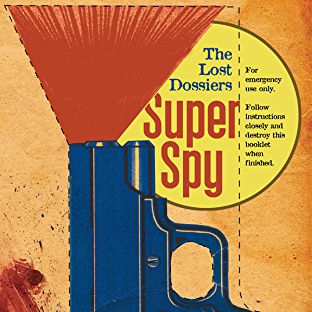 The
Lost
Dossiers
Super
Spy
For
emergency
use only.
Follow
instructions
closely and
destroy this
booklet
when
finished.